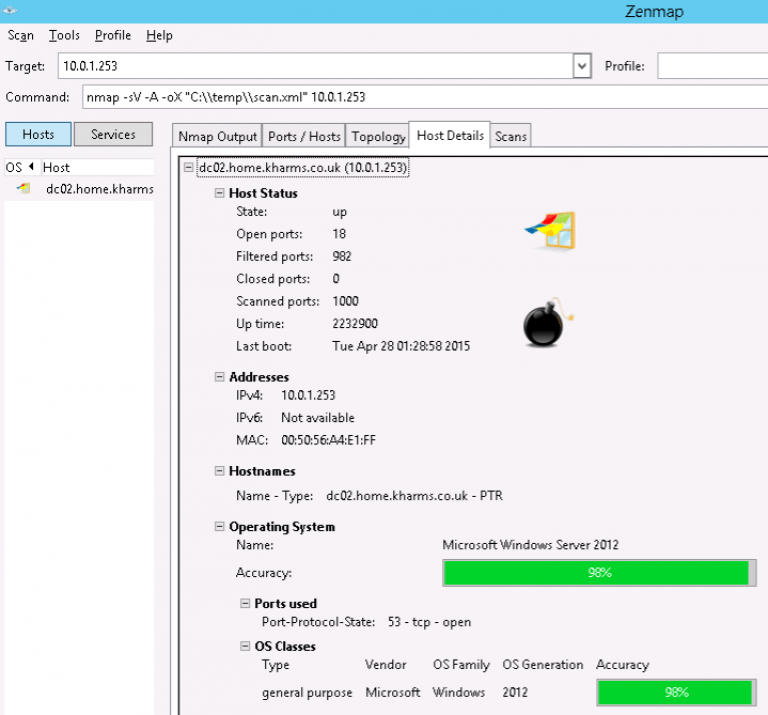 Zenmap
Scan Tools Profile Help
Target: 10.0.1.253 Profile:
Command: nmap -sV -A -oX "C:\\temp\\scan.xml" 10.0.1.253
Hosts Services Nmap Output Ports / Hosts Topology Host Details Scans
OS Host
dc02.home.kharms
dc02.home.kharms.co.uk (10.0.1.253)
Host Status
State: up
Open ports: 18
Filtered ports: 982
Closed ports: 0
Scanned ports: 1000
Up time: 2232900
Last boot: Tue Apr 28 01:28:58 2015
Addresses
IPv4: 10.0.1.253
IPv6: Not available
MAC: 00:50:56:A4:E1:FF
Hostnames
Name - Type: dc02.home.kharms.co.uk - PTR
Operating System
Name: Microsoft Windows Server 2012
Accuracy: 98%
Ports used
Port-Protocol-State: 53 - tcp - open
OS Classes
Type Vendor OS Family OS Generation Accuracy
general purpose Microsoft Windows 2012 98%